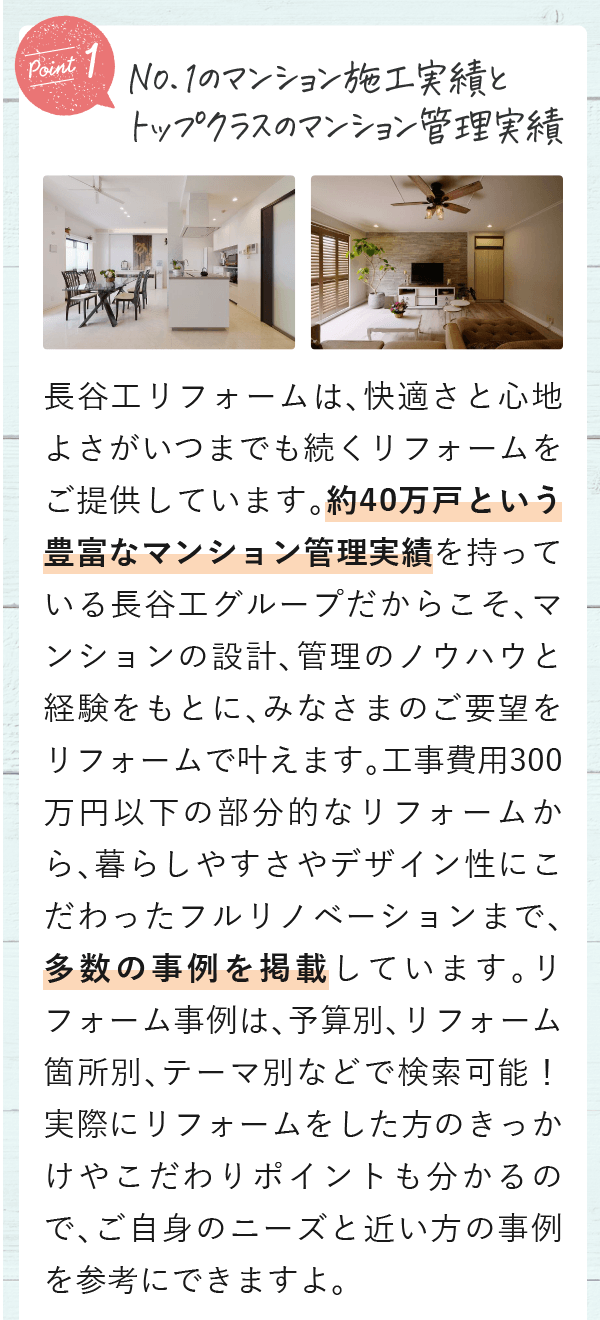 Point 1
No.1のマンション施工実績と
トップクラスのマンション管理実績
長谷工リフォームは、快適さと心地
よさがいつまでも続くリフォームを
ご提供しています。約40万戸という
豊富なマンション管理実績を持って
いる長谷工グループだからこそ、マ
ンションの設計、管理のノウハウと
経験をもとに、みなさまのご要望を
リフォームで叶えます。工事費用300
万円以下の部分的なリフォームか
ら、暮らしやすさやデザイン性にこ
だわったフルリノベーションまで、
多数の事例を掲載しています。リ
フォーム事例は、予算別、リフォーム
箇所別、テーマ別などで検索可能！
実際にリフォームをした方のきっか
けやこだわりポイントも分かるの
で、ご自身のニーズと近い方の事例
を参考にできますよ。